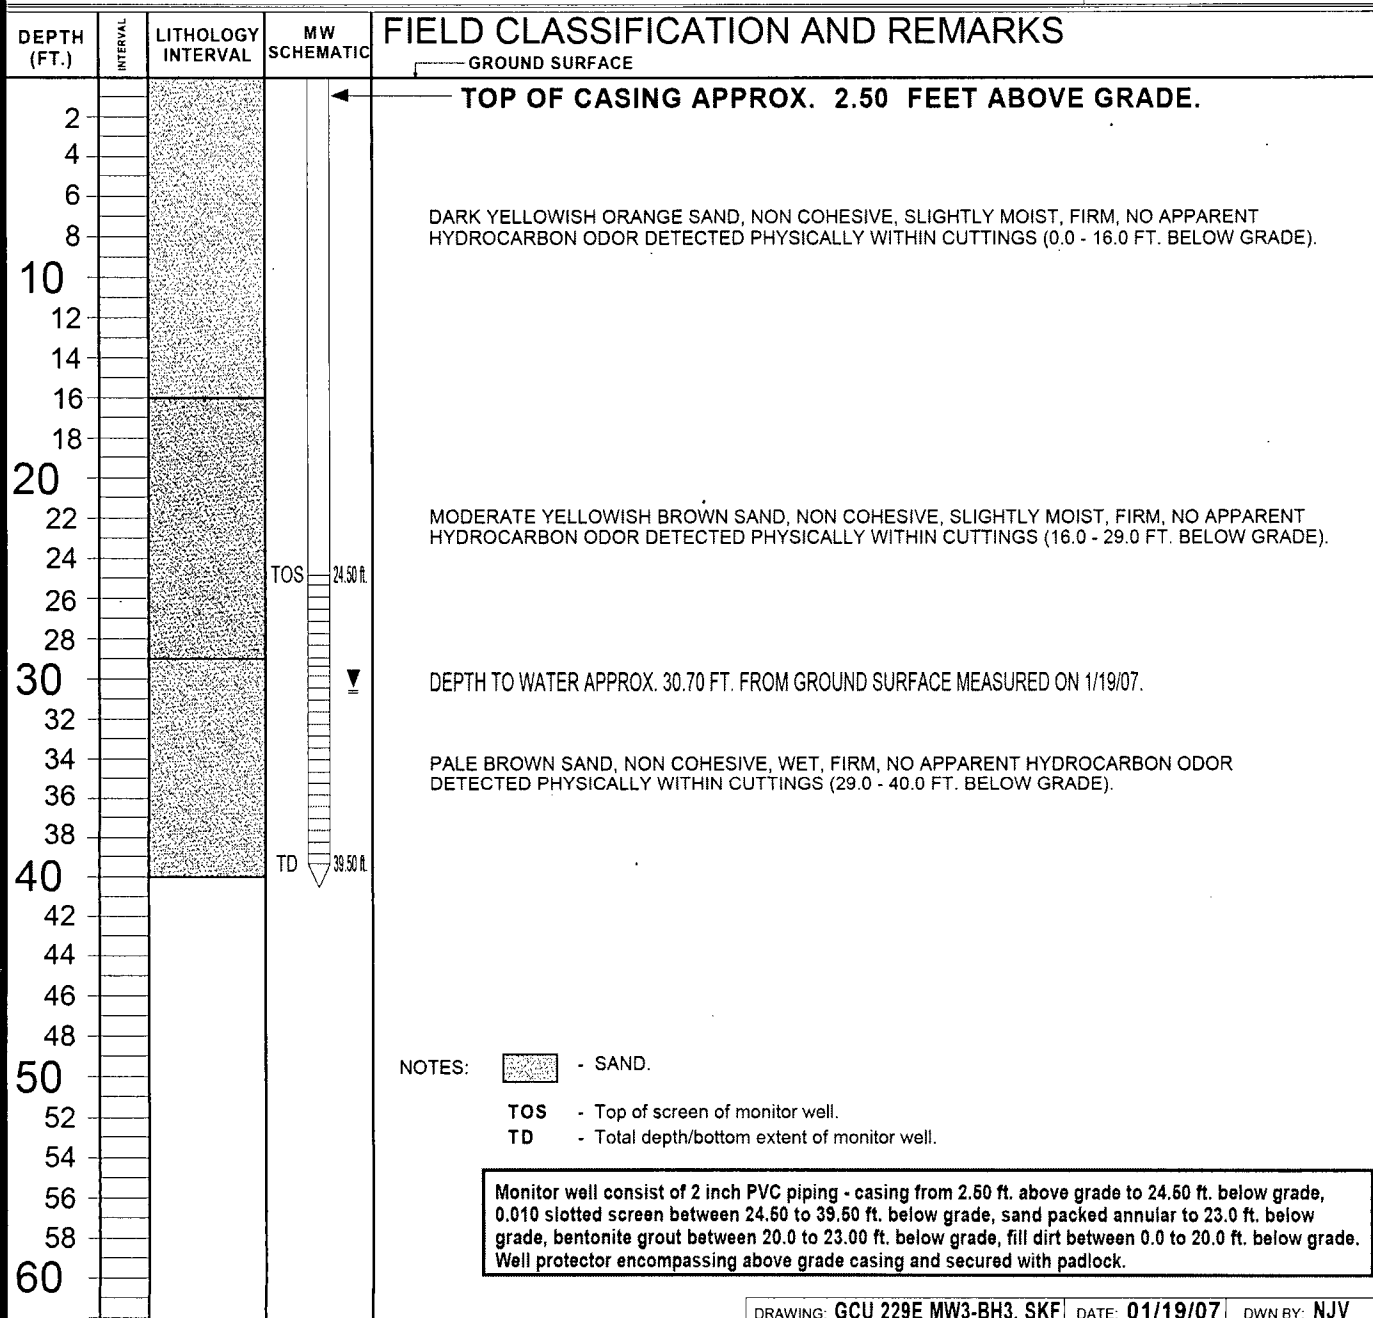 DEPTH (FT.)
INTERVAL
LITHOLOGY INTERVAL
MW SCHEMATIC
FIELD CLASSIFICATION AND REMARKS
GROUND SURFACE
TOP OF CASING APPROX. 2.50 FEET ABOVE GRADE.
2
4
6
DARK YELLOWISH ORANGE SAND, NON COHESIVE, SLIGHTLY MOIST, FIRM, NO APPARENT
HYDROCARBON ODOR DETECTED PHYSICALLY WITHIN CUTTINGS (0.0 - 16.0 FT. BELOW GRADE).
8
10
12
14
16
18
20
22
MODERATE YELLOWISH BROWN SAND, NON COHESIVE, SLIGHTLY MOIST, FIRM, NO APPARENT
HYDROCARBON ODOR DETECTED PHYSICALLY WITHIN CUTTINGS (16.0 - 29.0 FT. BELOW GRADE).
24
TOS 24.50 ft.
26
28
30
DEPTH TO WATER APPROX. 30.70 FT. FROM GROUND SURFACE MEASURED ON 1/19/07.
32
34
PALE BROWN SAND, NON COHESIVE, WET, FIRM, NO APPARENT HYDROCARBON ODOR
DETECTED PHYSICALLY WITHIN CUTTINGS (29.0 - 40.0 FT. BELOW GRADE).
36
38
TD 39.50 ft.
40
42
44
46
48
50
NOTES: - SAND.
52
TOS - Top of screen of monitor well.
TD - Total depth/bottom extent of monitor well.
54
56
58
60
Monitor well consist of 2 inch PVC piping - casing from 2.50 ft. above grade to 24.50 ft. below grade,
0.010 slotted screen between 24.50 to 39.50 ft. below grade, sand packed annular to 23.0 ft. below
grade, bentonite grout between 20.0 to 23.00 ft. below grade, fill dirt between 0.0 to 20.0 ft. below grade.
Well protector encompassing above grade casing and secured with padlock.
DRAWING: GCU 229E MW3-BH3. SKF DATE: 01/19/07 DWN BY: NJV